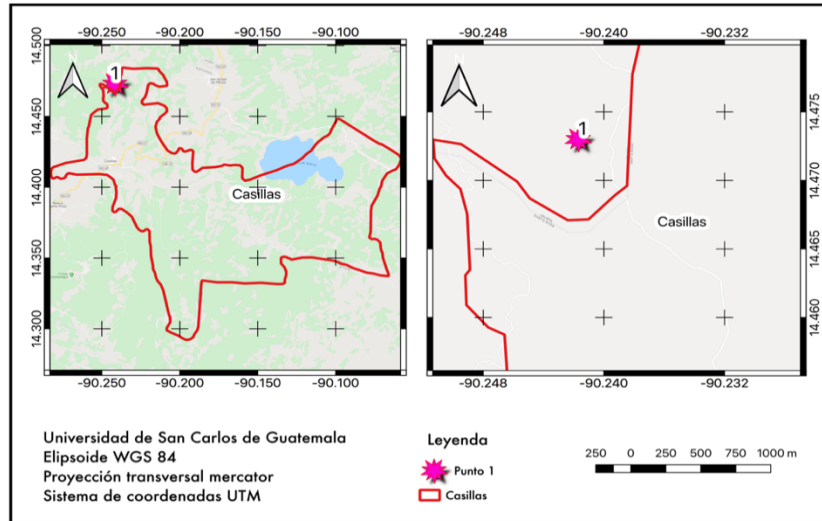 -90.250 -90.200 -90.150 -90.100
14.500
14.450
14.400
14.350
14.300
N
1
Casillas
-90.250 -90.200 -90.150 -90.100
-90.248 -90.240 -90.232
14.475
14.470
14.465
14.460
1
Casillas
-90.248 -90.240 -90.232
Universidad de San Carlos de Guatemala
Elipsoide WGS 84
Proyección transversal mercator
Sistema de coordenadas UTM
Leyenda
Punto 1
Casillas
250 0 250 500 750 1000 m